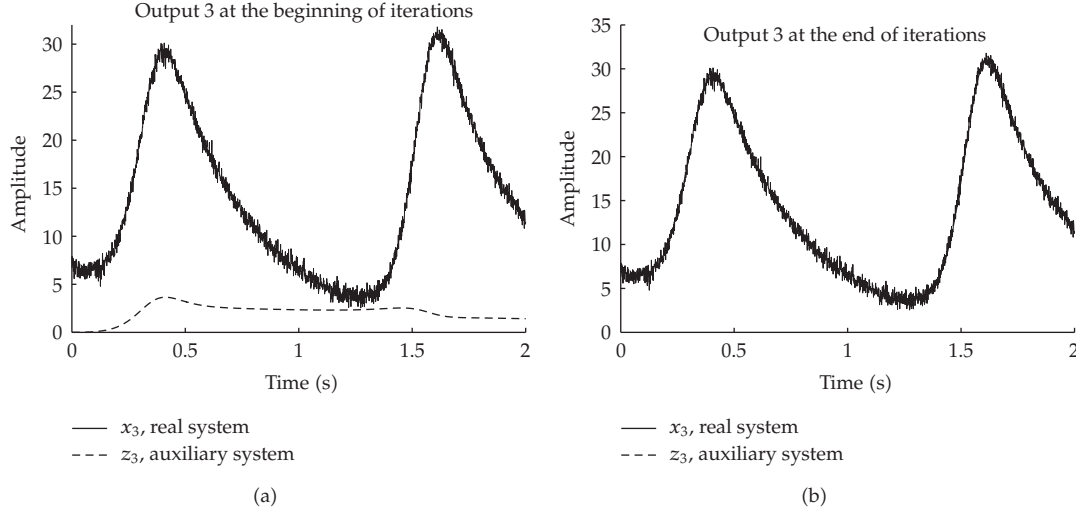 Output 3 at the beginning of iterations
30
25
20
15
10
5
0
Amplitude
0 0.5 1 1.5 2
Time (s)
x3, real system
z3, auxiliary system
(a)
Output 3 at the end of iterations
35
30
25
20
15
10
5
0
Amplitude
0 0.5 1 1.5 2
Time (s)
x3, real system
z3, auxiliary system
(b)